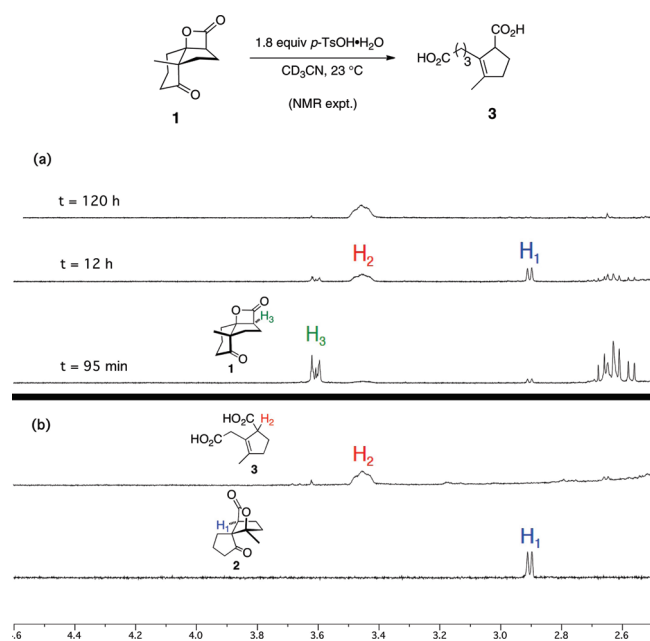 O
O
CO₂H
1.8 equiv p-TsOH•H₂O
HO₂C
3
CD₃CN, 23 °C
O
(NMR expt.)
1
3
(a)
t = 120 h
H₂
H₁
t = 12 h
O
O
H₃
H₃
O
t = 95 min
1
(b)
HO₂C H₂
HO₂C
H₂
3
O
O
H₁
H₁
O
2
.6 4.4 4.2 4.0 3.8 3.6 3.4 3.2 3.0 2.8 2.6